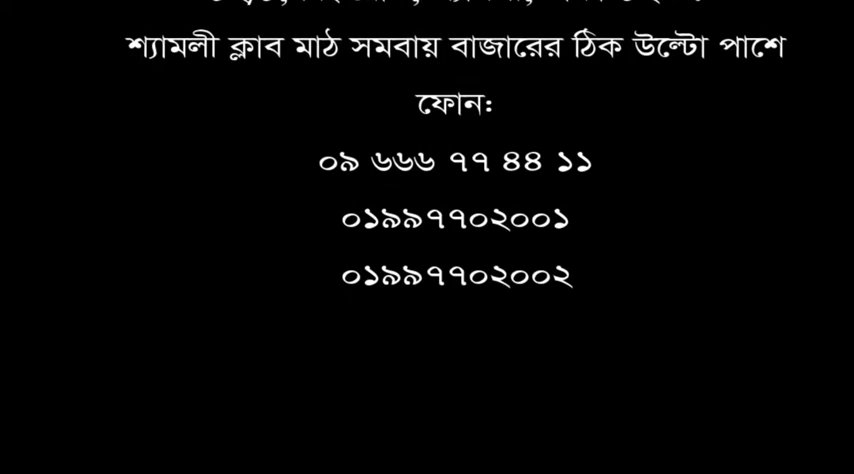 শ্যামলী ক্লাব মাঠ সমবায় বাজারের ঠিক উল্টো পাশে
ফোন:
০৯ ৬৬৬ ৭৭ ৪৪ ১১
০১৯৯৭৭০২০০১
০১৯৯৭৭০২০০২